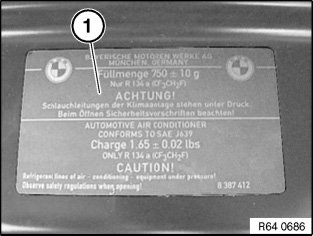 1
BAYERISCHE MOTOREN WERKE AG
MÜNCHEN, GERMANY
Füllmenge 750 ± 10 g
Nur R 134 a (CF3CH2F)
ACHTUNG!
Schlauchleitungen der Klimaanlage stehen unter Druck.
Beim Öffnen Sicherheitsvorschriften beachten!
AUTOMOTIVE AIR CONDITIONER
CONFORMS TO SAE J639
Charge 1.65 ± 0.02 lbs
ONLY R 134 a (CF3CH2F)
CAUTION!
Refrigerant lines of air - conditioning - equipment under pressure!
Observe safety regulations when opening!
8 387 412
R64 0686